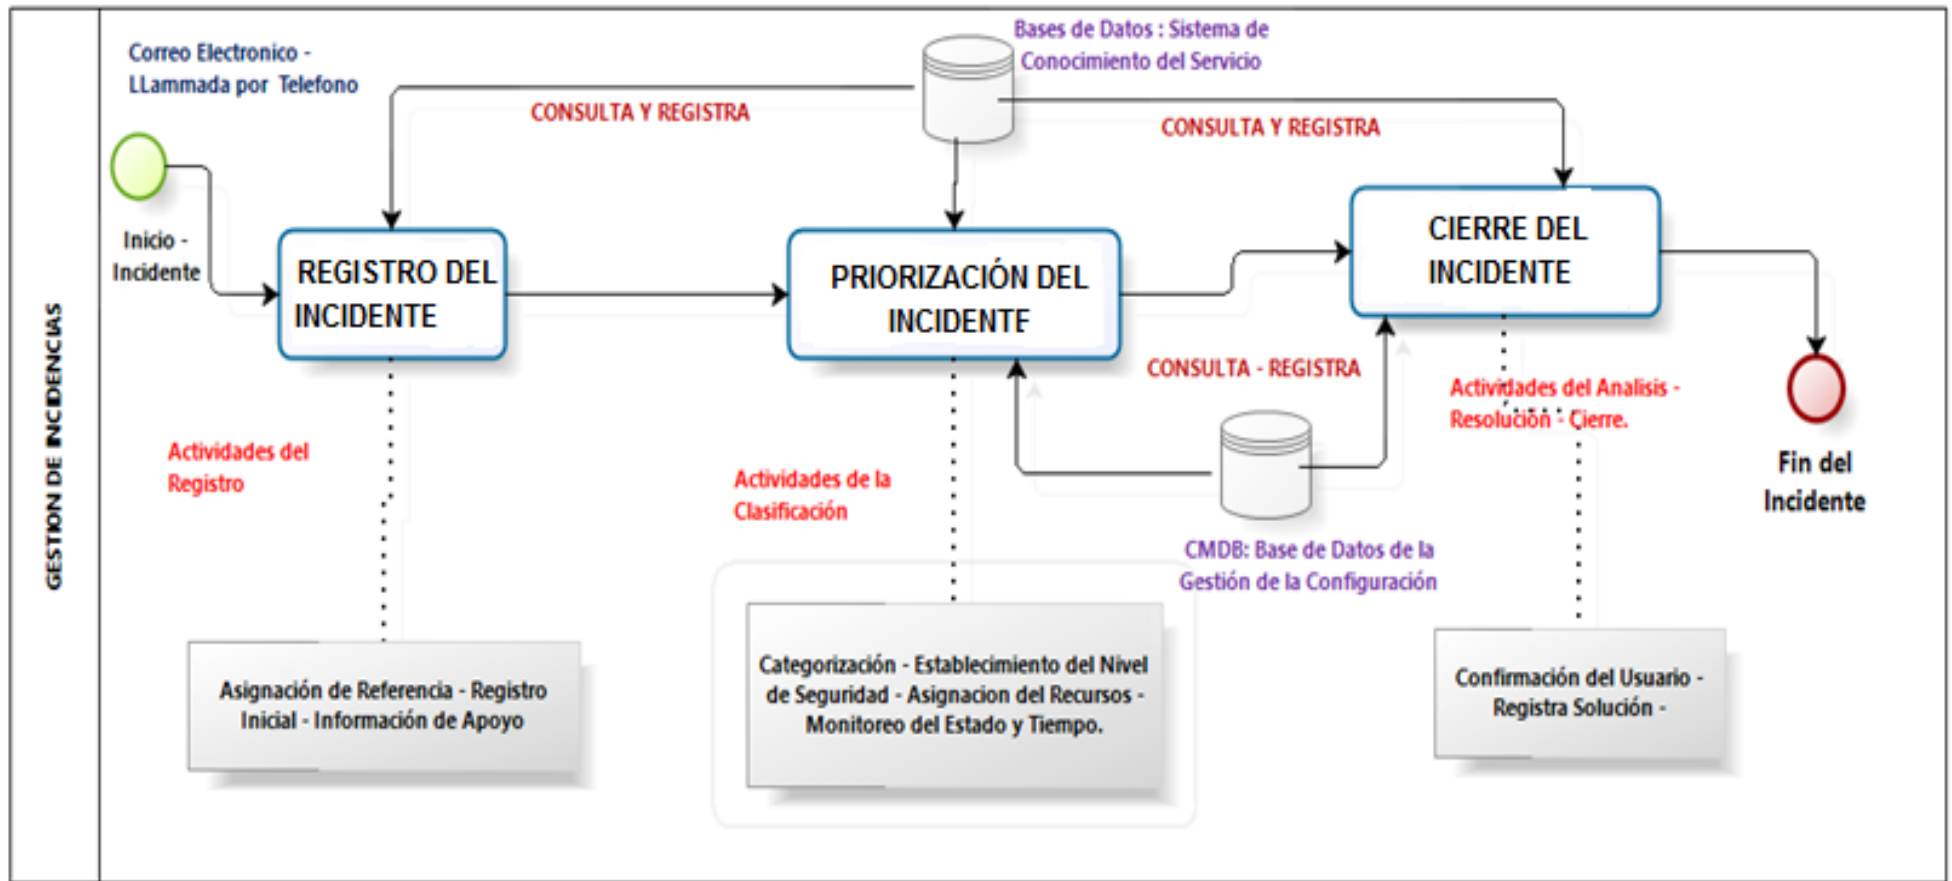 GESTION DE INCIDENCIAS
Correo Electronico -
LLammada por Telefono
Bases de Datos : Sistema de
Conocimiento del Servicio
CONSULTA Y REGISTRA
CONSULTA Y REGISTRA
Inicio -
Incidente
REGISTRO DEL
INCIDENTE
PRIORIZACIÓN DEL
INCIDENTE
CIERRE DEL
INCIDENTE
CONSULTA - REGISTRA
Actividades del Analisis -
Resolución - Cierre.
Actividades del
Registro
Actividades de la
Clasificación
Fin del
Incidente
CMDB: Base de Datos de la
Gestión de la Configuración
Asignación de Referencia - Registro
Inicial - Información de Apoyo
Categorización - Establecimiento del Nivel
de Seguridad - Asignacion del Recursos -
Monitoreo del Estado y Tiempo.
Confirmación del Usuario -
Registra Solución -